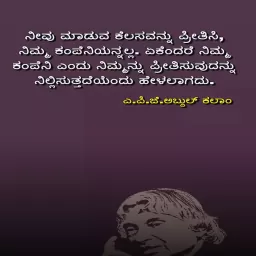 ನೀವು ಮಾಡುವ ಕೆಲಸವನ್ನು ಪ್ರೀತಿಸಿ,
ನಿಮ್ಮ ಕಂಪೆನಿಯನ್ನಲ್ಲ. ಏಕೆಂದರೆ ನಿಮ್ಮ
ಕಂಪೆನಿ ಎಂದು ನಿಮ್ಮನ್ನು ಪ್ರೀತಿಸುವುದನ್ನು
ನಿಲ್ಲಿಸುತ್ತದೆಯೆಂದು ಹೇಳಲಾಗದು.
ಎ.ಪಿ.ಜೆ.ಅಬ್ದುಲ್ ಕಲಾಂ